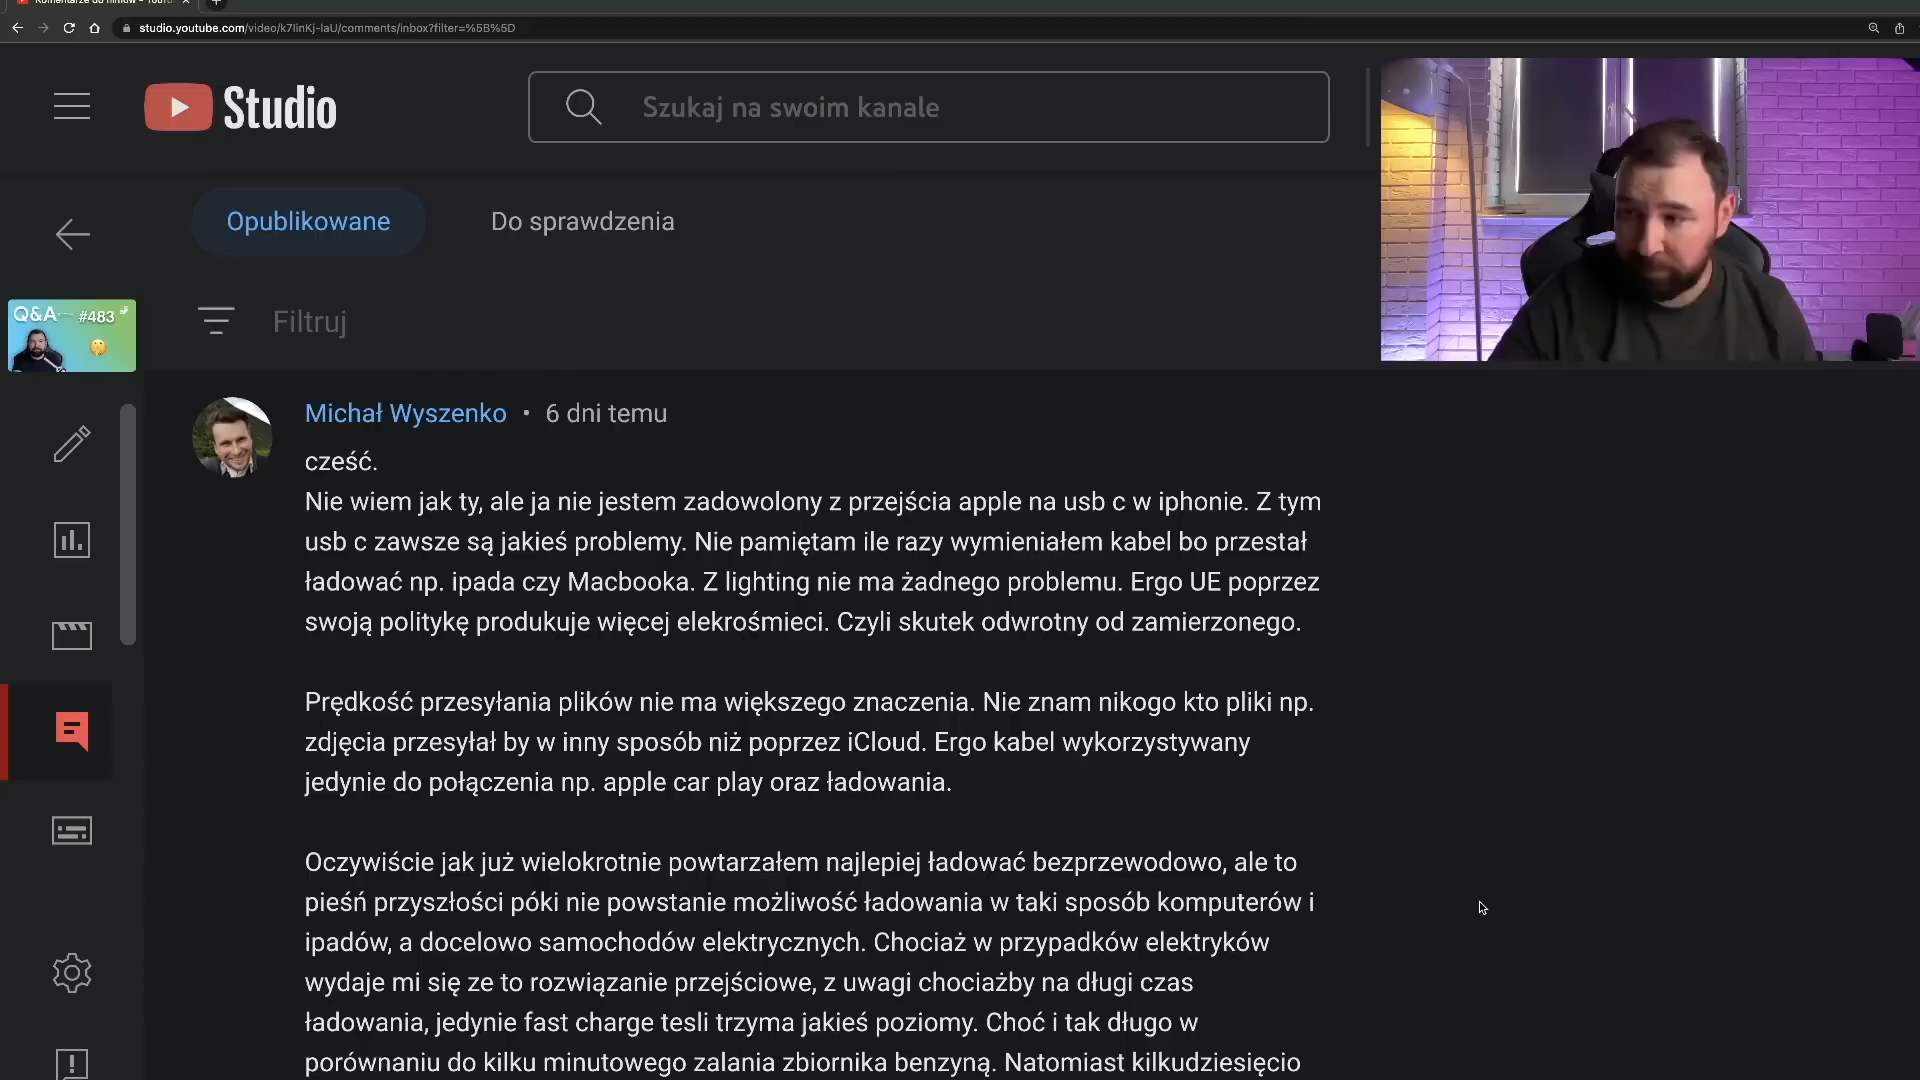 studio.youtube.com/video/k7IinKj-laU/comments/inbox?filter=%5B%5D
Studio
Szukaj na swoim kanale
Opublikowane
Do sprawdzenia
Q&A #483
Filtruj
Michał Wyszenko • 6 dni temu
cześć.
Nie wiem jak ty, ale ja nie jestem zadowolony z przejścia apple na usb c w iphonie. Z tym
usb c zawsze są jakieś problemy. Nie pamiętam ile razy wymieniałem kabel bo przestał
ładować np. ipada czy Macbooka. Z lighting nie ma żadnego problemu. Ergo UE poprzez
swoją politykę produkuje więcej elekrośmieci. Czyli skutek odwrotny od zamierzonego.
Prędkość przesyłania plików nie ma większego znaczenia. Nie znam nikogo kto pliki np.
zdjęcia przesyłał by w inny sposób niż poprzez iCloud. Ergo kabel wykorzystywany
jedynie do połączenia np. apple car play oraz ładowania.
Oczywiście jak już wielokrotnie powtarzałem najlepiej ładować bezprzewodowo, ale to
pieśń przyszłości póki nie powstanie możliwość ładowania w taki sposób komputerów i
ipadów, a docelowo samochodów elektrycznych. Chociaż w przypadków elektryków
wydaje mi się ze to rozwiązanie przejściowe, z uwagi chociażby na długi czas
ładowania, jedynie fast charge tesli trzyma jakieś poziomy. Choć i tak długo w
porównaniu do kilku minutowego zalania zbiornika benzyną. Natomiast kilkudziesięcio